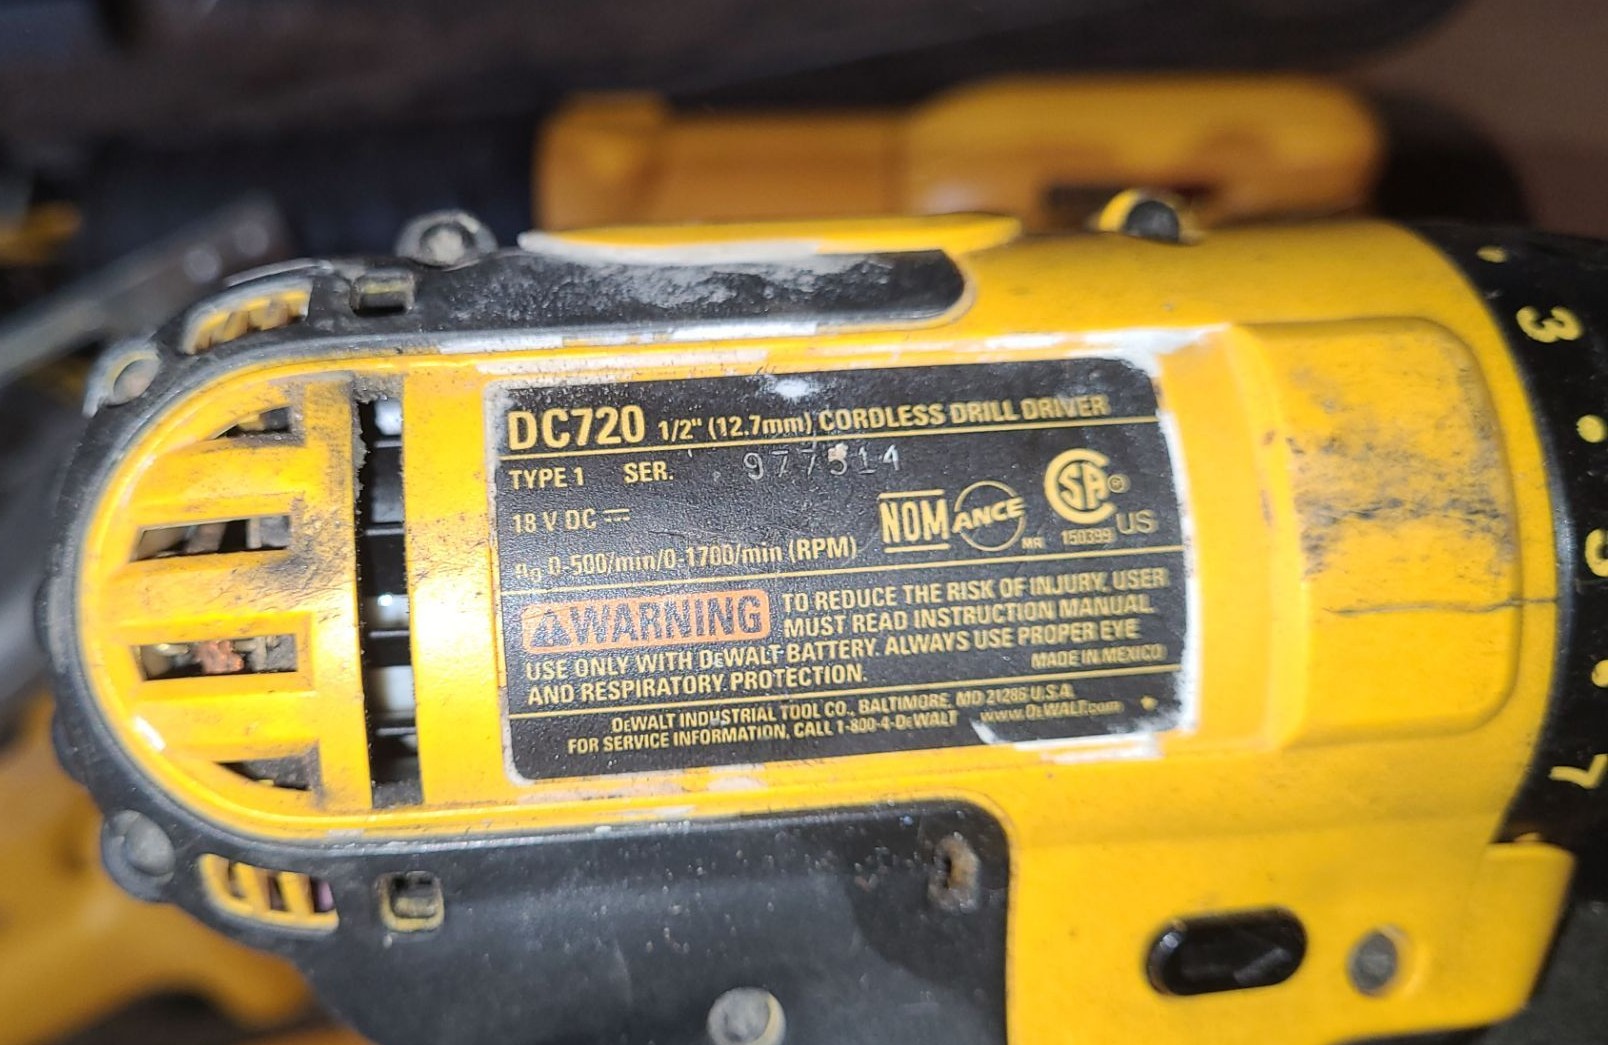 DC720 1/2" (12.7mm) CORDLESS DRILL DRIVER
TYPE 1 SER. 977514
18 V DC
NOM ANCE MR
CSA ® 150399 US
n0 0-500/min/0-1700/min (RPM)
WARNING TO REDUCE THE RISK OF INJURY, USER
MUST READ INSTRUCTION MANUAL.
USE ONLY WITH DEWALT BATTERY. ALWAYS USE PROPER EYE
AND RESPIRATORY PROTECTION.
MADE IN MEXICO
DEWALT INDUSTRIAL TOOL CO., BALTIMORE, MD 21286 U.S.A.
FOR SERVICE INFORMATION, CALL 1-800-4-DEWALT www.DEWALT.com
3
7